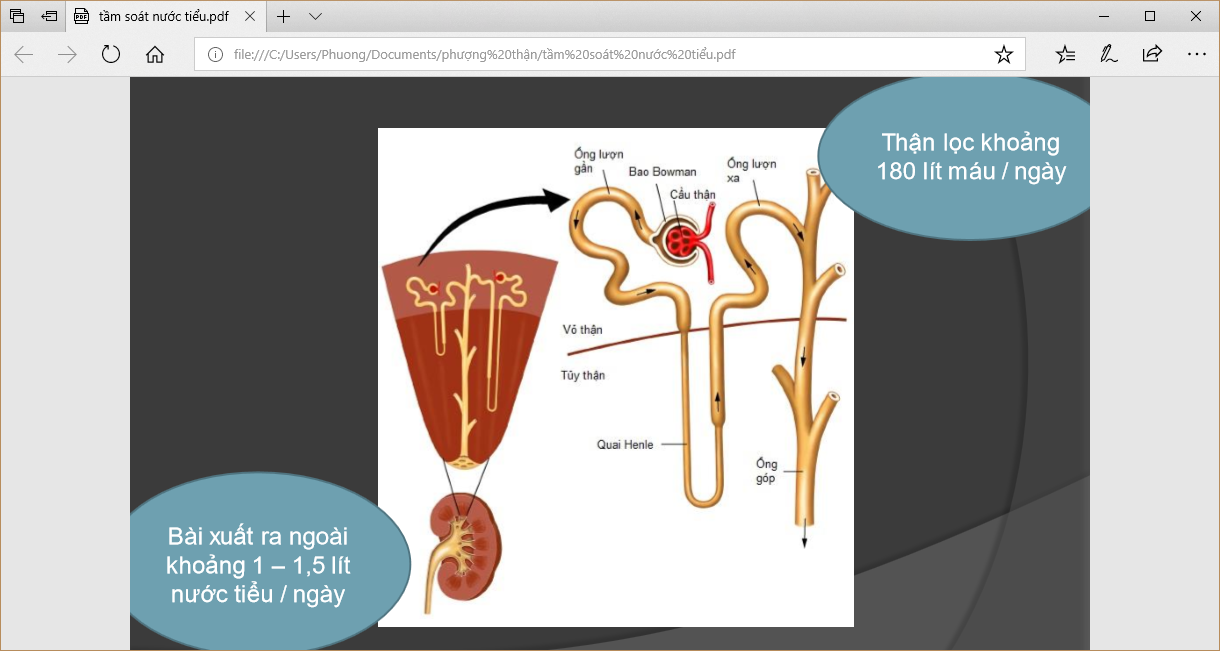 tầm soát nước tiểu.pdf
PDF
file:///C:/Users/Phuong/Documents/phượng%20thận/tầm%20soát%20nước%20tiểu.pdf
Thận lọc khoảng
180 lít máu / ngày
Ống lượn
gần
Bao Bowman
Cầu thận
Ống lượn
xa
Vỏ thận
Tủy thận
Quai Henle
Ống
góp
Bài xuất ra ngoài
khoảng 1 – 1,5 lít
nước tiểu / ngày